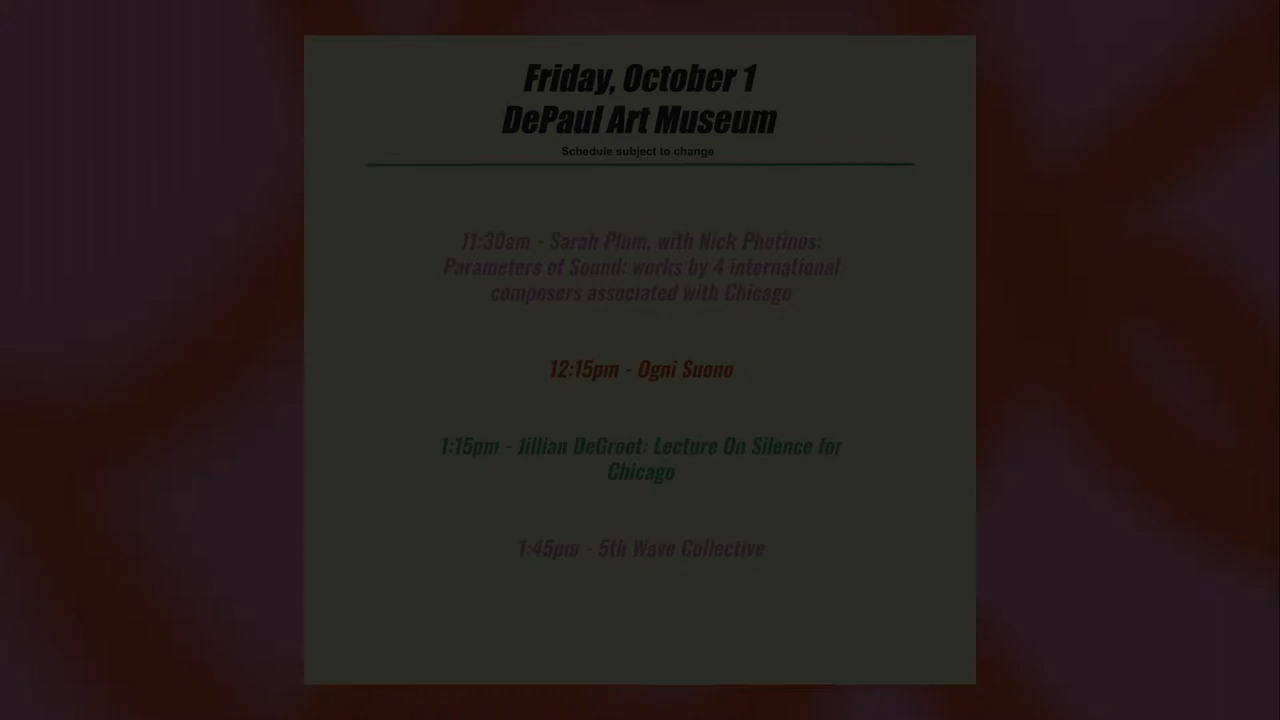 Friday, October 1
DePaul Art Museum
Schedule subject to change
11:30am - Sarah Plum, with Nick Photinos:
Parameters of Sound: works by 4 international
composers associated with Chicago
12:15pm - Ogni Suono
1:15pm - Jillian DeGroot: Lecture On Silence for
Chicago
1:45pm - 5th Wave Collective